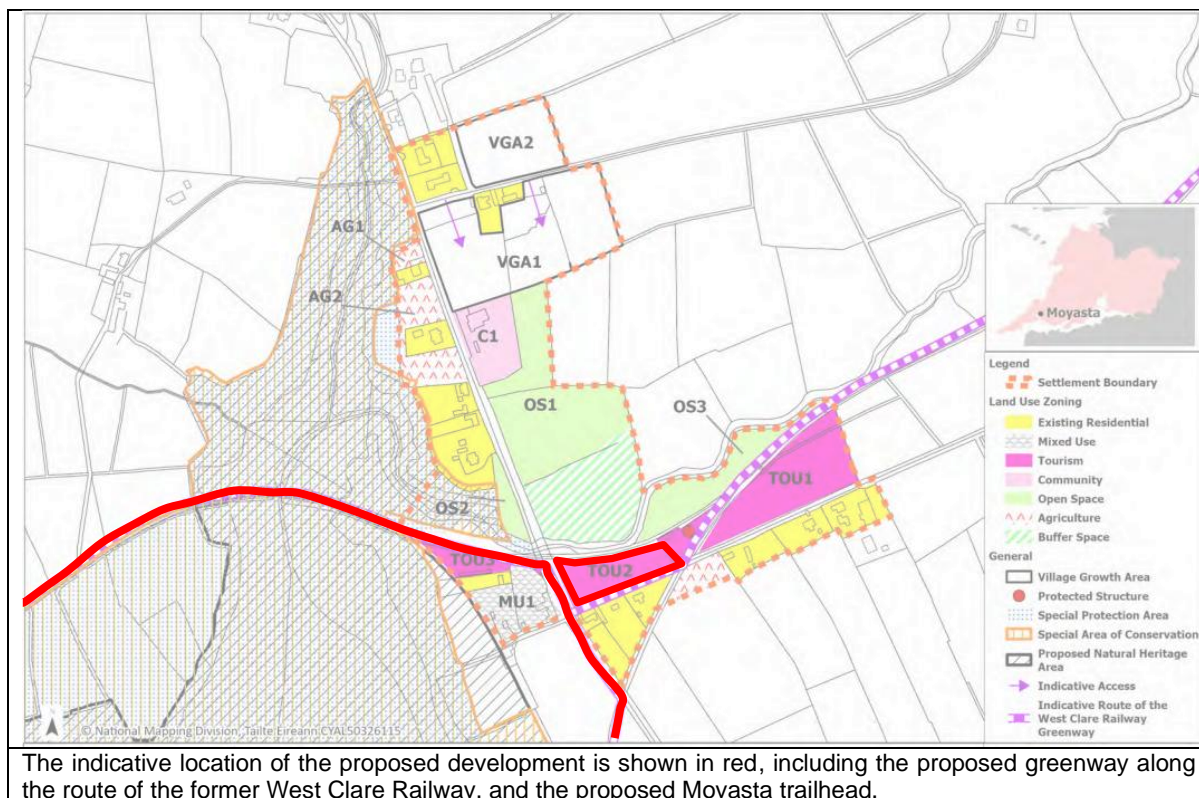 VGA2
AG1
VGA1
AG2
C1
OS1
OS3
TOU1
OS2
TOU3
TOU2
MU1
Moyasta
Legend
Settlement Boundary
Land Use Zoning
Existing Residential
Mixed Use
Tourism
Community
Open Space
Agriculture
Buffer Space
General
Village Growth Area
Protected Structure
Special Protection Area
Special Area of Conservation
Proposed Natural Heritage
Area
Indicative Access
Indicative Route of the
West Clare Railway
Greenway
N
© National Mapping Division, Tailte Éireann CYAL50326115
The indicative location of the proposed development is shown in red, including the proposed greenway along
the route of the former West Clare Railway, and the proposed Moyasta trailhead.